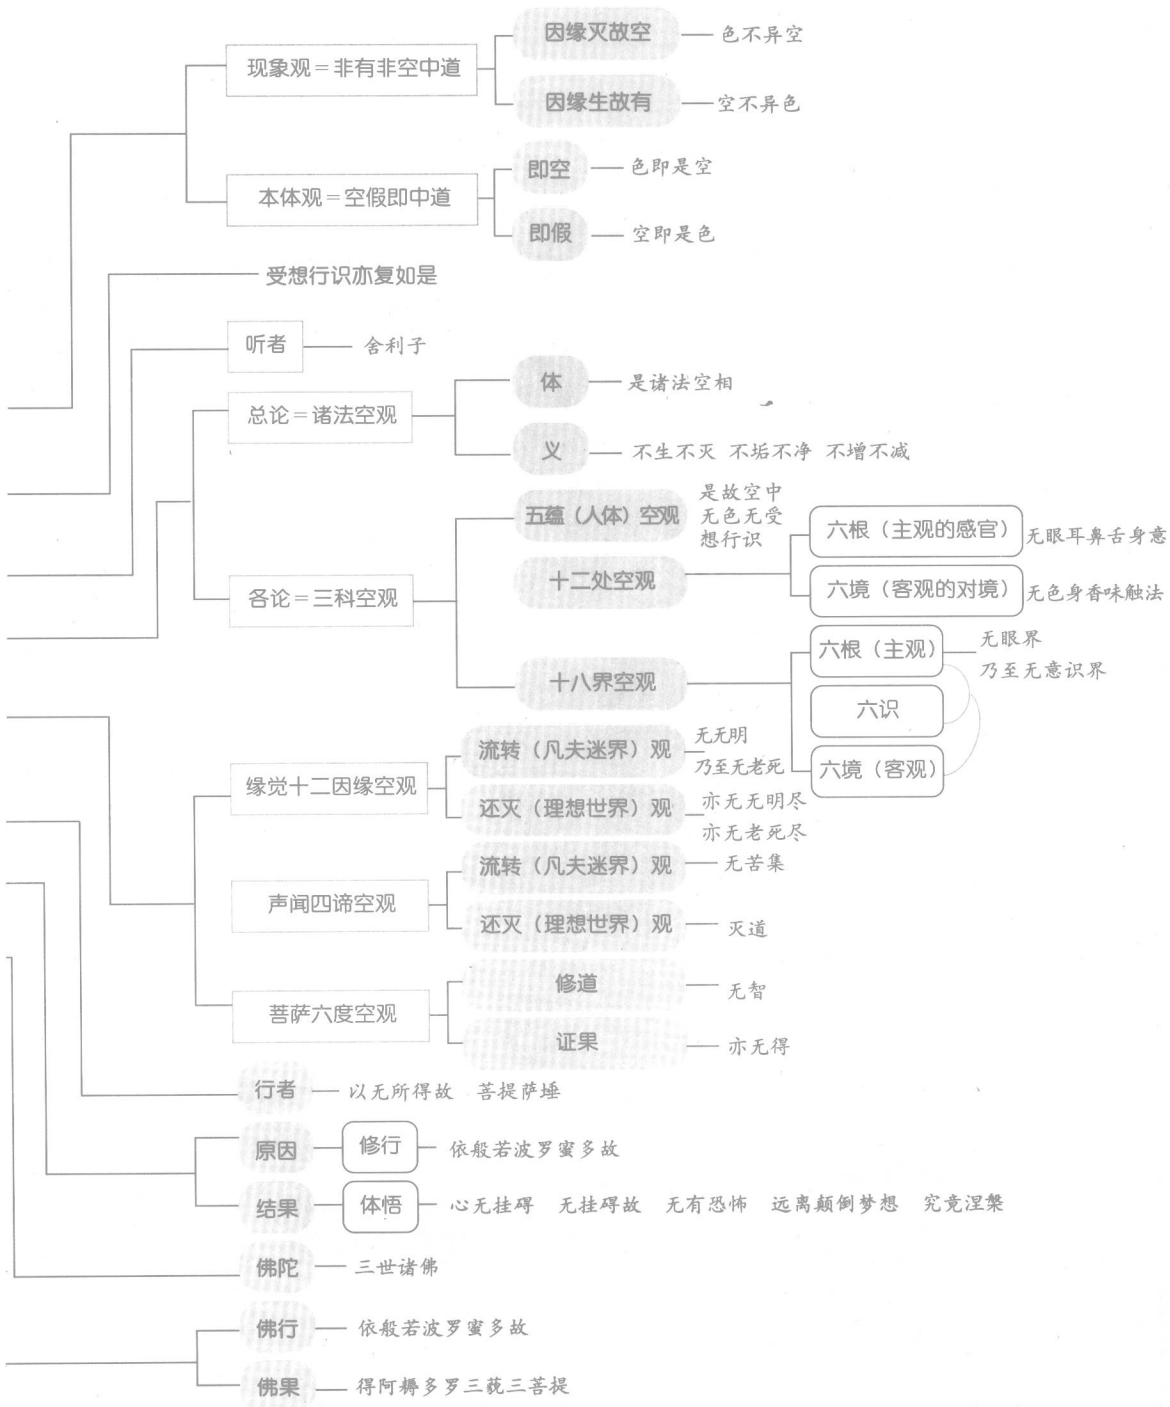 因缘灭故空
色不异空
现象观＝非有非空中道
因缘生故有
空不异色
即空
色即是空
本体观＝空假即中道
即假
空即是色
受想行识亦复如是
听者
舍利子
体
是诸法空相
总论＝诸法空观
义
不生不灭 不垢不净 不增不减
五蕴（人体）空观
是故空中
无色无受
想行识
六根（主观的感官）
无眼耳鼻舌身意
十二处空观
六境（客观的对境）
无色身香味触法
各论＝三科空观
六根（主观）
无眼界
乃至无意识界
十八界空观
六识
六境（客观）
流转（凡夫迷界）观
无无明
乃至无老死
缘觉十二因缘空观
还灭（理想世界）观
亦无无明尽
亦无老死尽
流转（凡夫迷界）观
无苦集
声闻四谛空观
还灭（理想世界）观
灭道
修道
无智
菩萨六度空观
证果
亦无得
行者
以无所得故 菩提萨埵
原因
修行
依般若波罗蜜多故
结果
体悟
心无挂碍 无挂碍故 无有恐怖 远离颠倒梦想 究竟涅槃
佛陀
三世诸佛
佛行
依般若波罗蜜多故
佛果
得阿耨多罗三藐三菩提